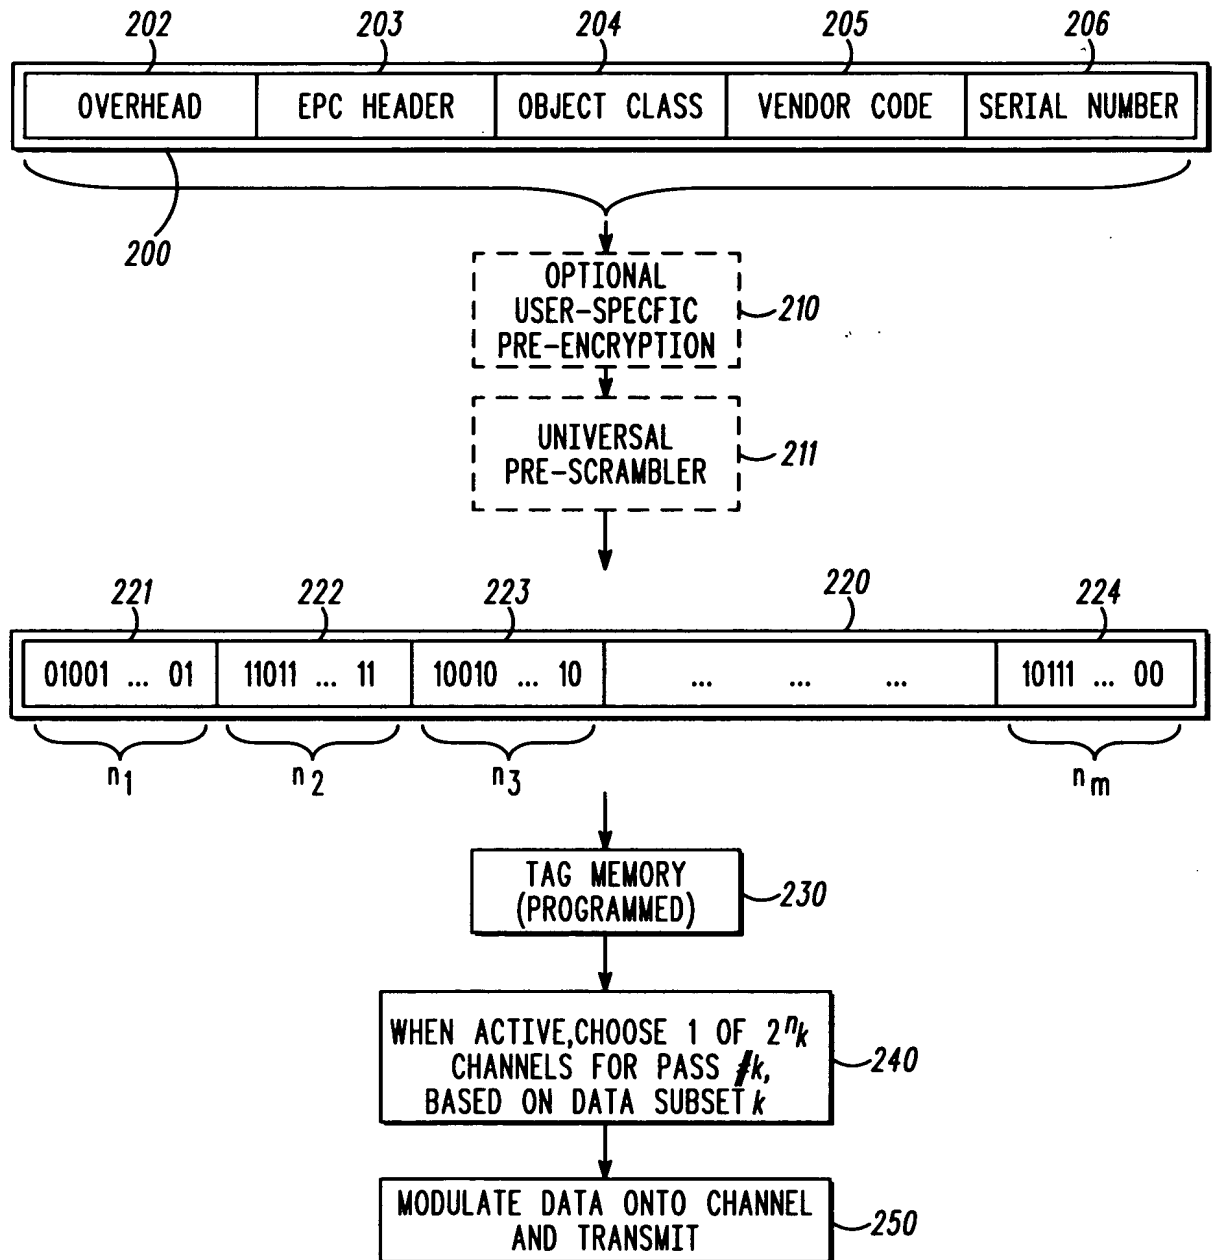 202 203 204 205 206
OVERHEAD EPC HEADER OBJECT CLASS VENDOR CODE SERIAL NUMBER
200
OPTIONAL
USER-SPECFIC
PRE-ENCRYPTION
210
UNIVERSAL
PRE-SCRAMBLER
211
221 222 223 220 224
01001 ... 01 11011 ... 11 10010 ... 10 ... ... ... 10111 ... 00
n1 n2 n3 nm
TAG MEMORY
(PROGRAMMED)
230
WHEN ACTIVE,CHOOSE 1 OF 2^nk
CHANNELS FOR PASS #k,
BASED ON DATA SUBSET k
240
MODULATE DATA ONTO CHANNEL
AND TRANSMIT
250